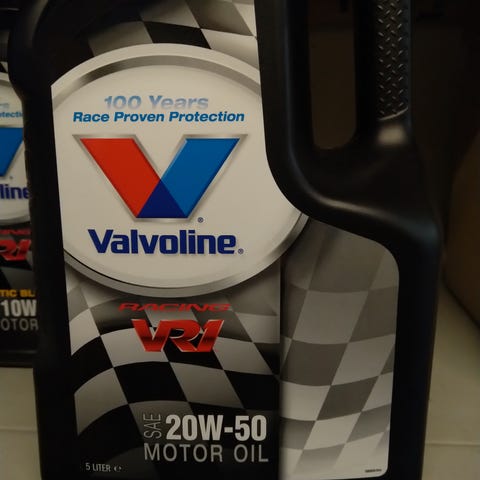 100 Years
Race Proven Protection
Valvoline®
RACING
VR1
SAE 20W-50
MOTOR OIL
5 LITER e
10W
MOTOR